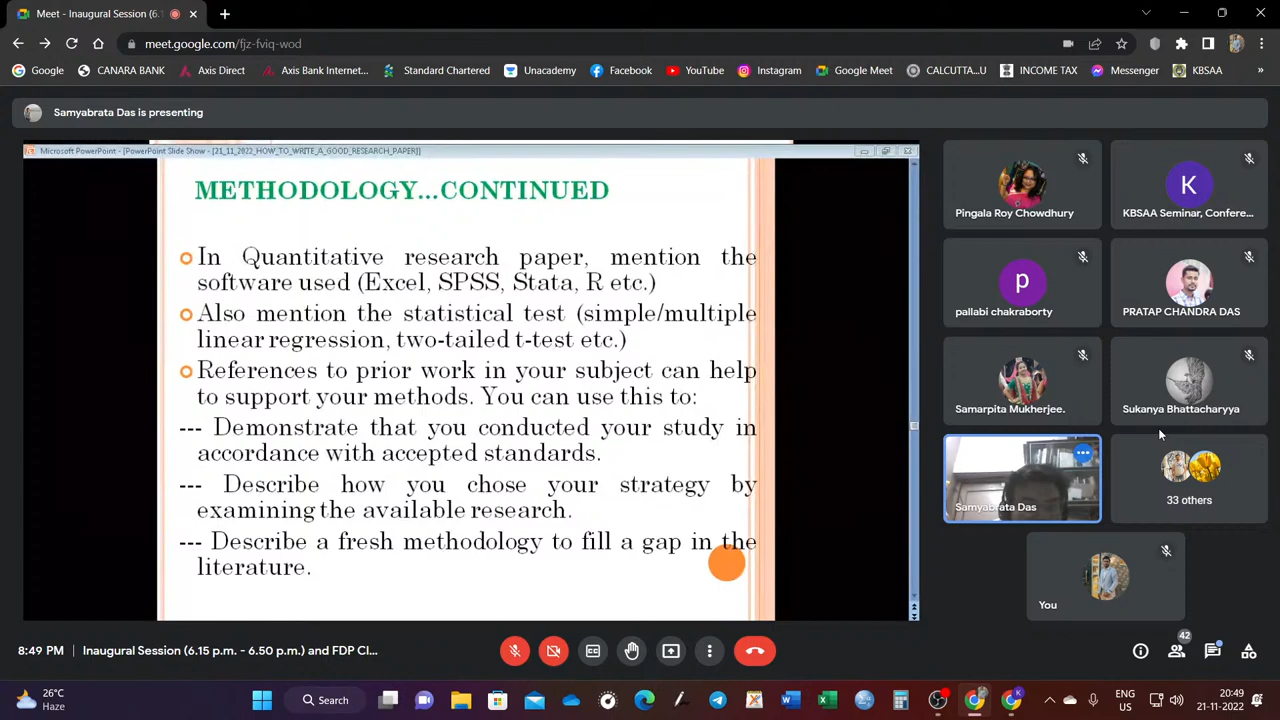 Meet - Inaugural Session (6.1
meet.google.com/fjz-fviq-wod
Google
CANARA BANK
Axis Direct
Axis Bank Internet...
Standard Chartered
Unacademy
Facebook
YouTube
Instagram
Google Meet
CALCUTTA...U
INCOME TAX
Messenger
KBSAA
Samyabrata Das is presenting
Microsoft PowerPoint - [PowerPoint Slide Show - [21_11_2022_HOW_TO_WRITE_A_GOOD_RESEARCH_PAPER]]
METHODOLOGY...CONTINUED
In Quantitative research paper, mention the
software used (Excel, SPSS, Stata, R etc.)
Also mention the statistical test (simple/multiple
linear regression, two-tailed t-test etc.)
References to prior work in your subject can help
to support your methods. You can use this to:
--- Demonstrate that you conducted your study in
accordance with accepted standards.
--- Describe how you chose your strategy by
examining the available research.
--- Describe a fresh methodology to fill a gap in the
literature.
Pingala Roy Chowdhury
K
KBSAA Seminar, Confere...
p
pallabi chakraborty
PRATAP CHANDRA DAS
Samarpita Mukherjee.
Sukanya Bhattacharyya
Samyabrata Das
33 others
You
8:49 PM | Inaugural Session (6.15 p.m. - 6.50 p.m.) and FDP Cl...
42
26°C
Haze
Search
ENG
US
20:49
21-11-2022